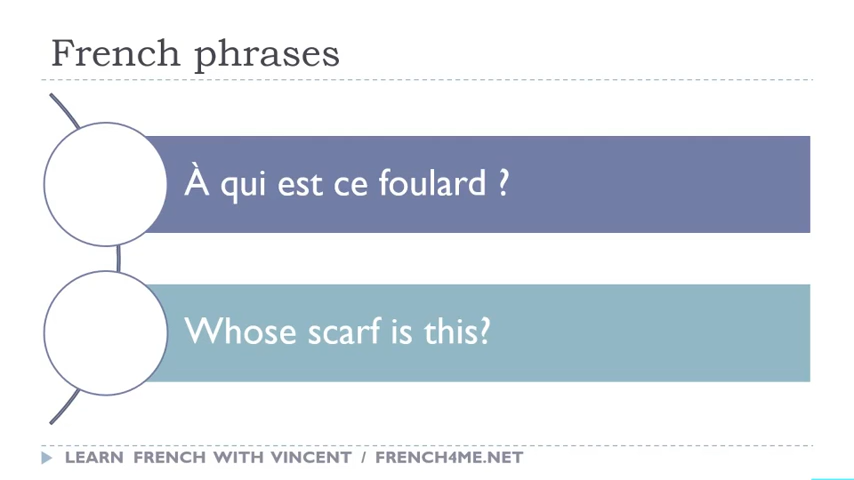 French phrases
À qui est ce foulard ?
Whose scarf is this?
LEARN FRENCH WITH VINCENT / FRENCH4ME.NET